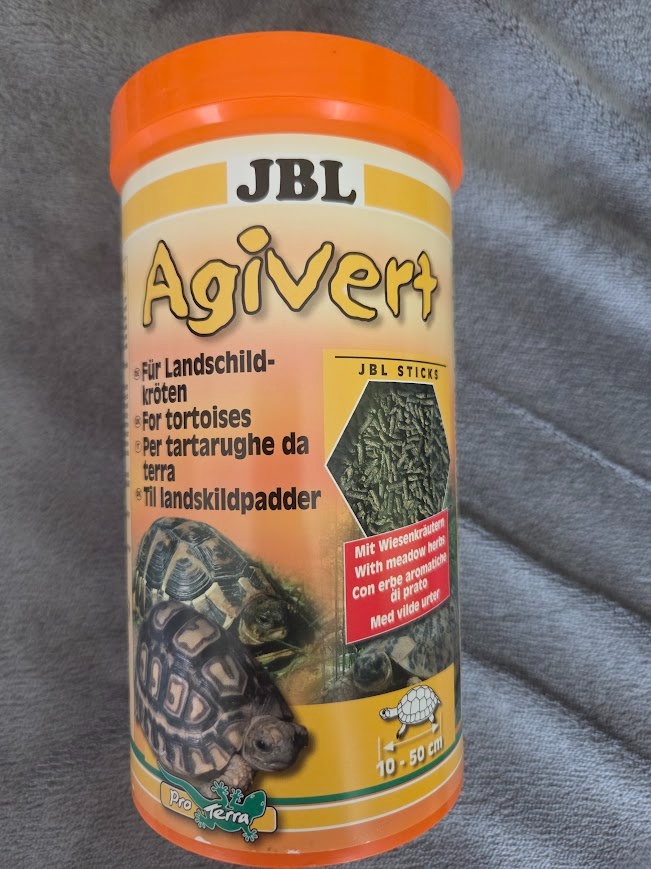 JBL
Agivert
Für Landschild-
kröten
For tortoises
Per tartarughe da
terra
Til landskildpadder
JBL STICKS
Mit Wiesenkräutern
With meadow herbs
Con erbe aromatiche
di prato
Med vilde urter
10 - 50 cm
Pro Terra